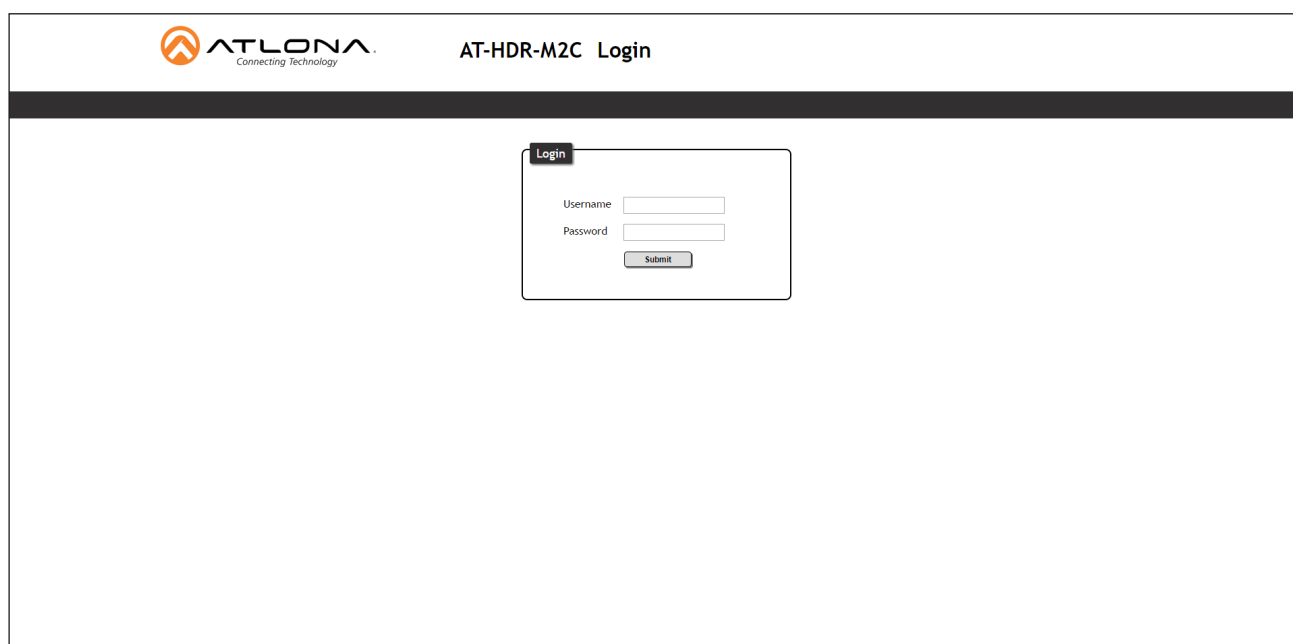 ATLONA.
Connecting Technology
AT-HDR-M2C Login
Login
Username
Password
Submit